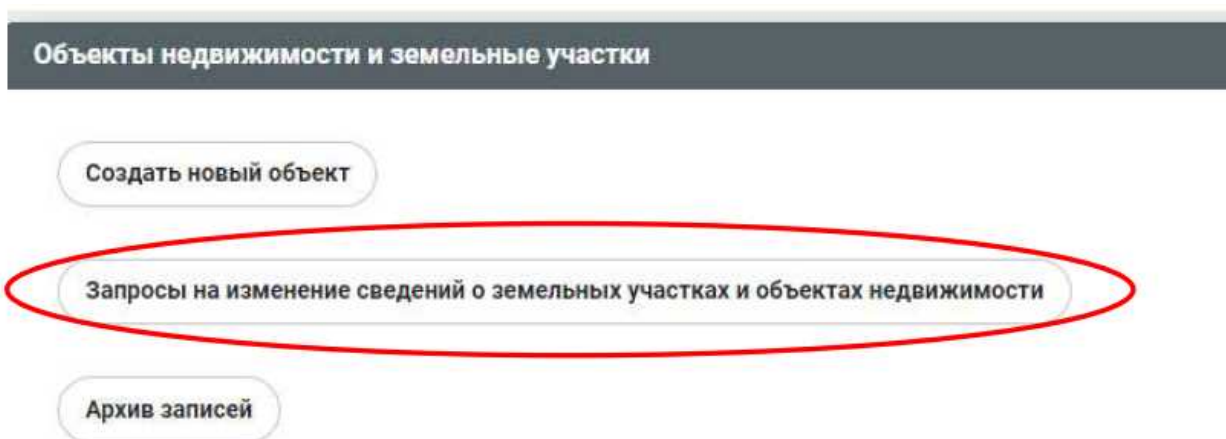 Объекты недвижимости и земельные участки
Создать новый объект
Запросы на изменение сведений о земельных участках и объектах недвижимости
Архив записей